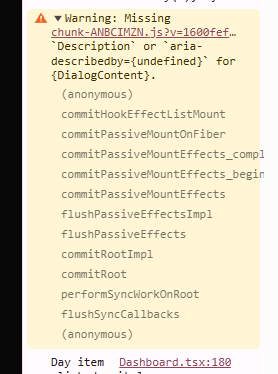 Warning: Missing
chunk-ANBCIMZN.js?v=1600fef…
`Description` or `aria-
describedby={undefined}` for
{DialogContent}.
(anonymous)
commitHookEffectListMount
commitPassiveMountOnFiber
commitPassiveMountEffects_compl
commitPassiveMountEffects_begin
commitPassiveMountEffects
flushPassiveEffectsImpl
flushPassiveEffects
commitRootImpl
commitRoot
performSyncWorkOnRoot
flushSyncCallbacks
(anonymous)
Day item Dashboard.tsx:180